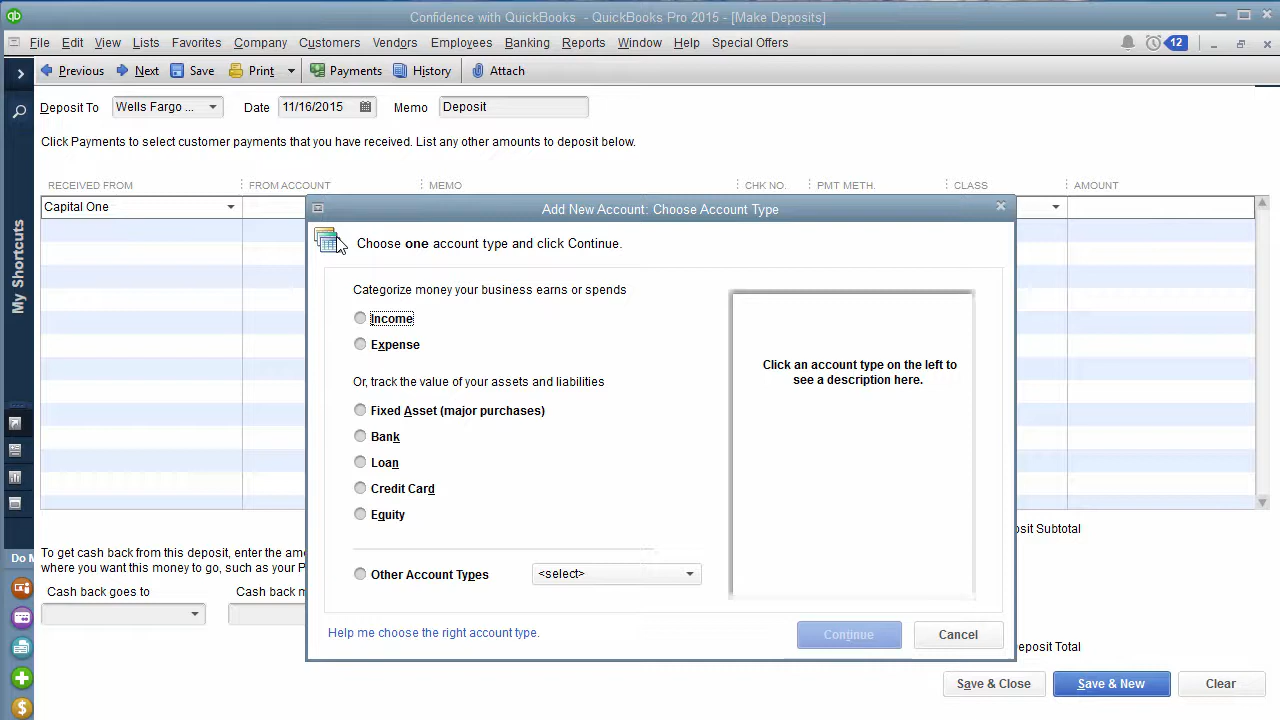 qb Confidence with QuickBooks - QuickBooks Pro 2015 - [Make Deposits]
File Edit View Lists Favorites Company Customers Vendors Employees Banking Reports Window Help Special Offers 12
Previous Next Save Print Payments History Attach
Deposit To Wells Fargo ... Date 11/16/2015 Memo Deposit
Click Payments to select customer payments that you have received. List any other amounts to deposit below.
RECEIVED FROM FROM ACCOUNT MEMO CHK NO. PMT METH. CLASS AMOUNT
Capital One
My Shortcuts
Add New Account: Choose Account Type
Choose one account type and click Continue.
Categorize money your business earns or spends
Income
Expense
Or, track the value of your assets and liabilities
Fixed Asset (major purchases)
Bank
Loan
Credit Card
Equity
Other Account Types <select>
Click an account type on the left to
see a description here.
Help me choose the right account type.
Continue Cancel
osit Subtotal
Do M
To get cash back from this deposit, enter the amo
where you want this money to go, such as your P
Cash back goes to Cash back m
eposit Total
Save & Close Save & New Clear